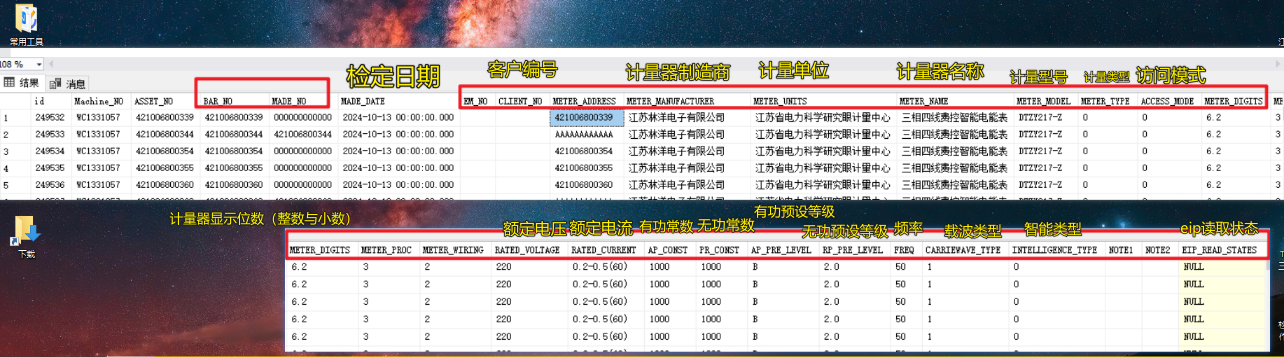 常用工具
108 %
结果 消息
检定日期 客户编号 计量器制造商 计量单位 计量器名称 计量型号 计量类型 访问模式
id Machine_NO ASSET_NO BAR_NO MADE_NO MADE_DATE EM_NO CLIENT_NO METER_ADDRESS METER_MANUFACTURER METER_UNITS METER_NAME METER_MODEL METER_TYPE ACCESS_MODE METER_DIGITS ME
1 249532 WC1331057 421006800339 421006800339 000000000000 2024-10-13 00:00:00.000 421006800339 江苏林洋电子有限公司 江苏省电力科学研究眼计量中心 三相四线费控智能电能表 DTZY217-Z 0 0 6.2 3
2 249533 WC1331057 421006800344 421006800344 421006800344 2024-10-13 00:00:00.000 AAAAAAAAAAAA 江苏林洋电子有限公司 江苏省电力科学研究眼计量中心 三相四线费控智能电能表 DTZY217-Z 0 0 6.2 3
3 249534 WC1331057 421006800354 421006800354 000000000000 2024-10-13 00:00:00.000 421006800354 江苏林洋电子有限公司 江苏省电力科学研究眼计量中心 三相四线费控智能电能表 DTZY217-Z 0 0 6.2 3
4 249535 WC1331057 421006800355 421006800355 000000000000 2024-10-13 00:00:00.000 421006800355 江苏林洋电子有限公司 江苏省电力科学研究眼计量中心 三相四线费控智能电能表 DTZY217-Z 0 0 6.2 3
5 249536 WC1331057 421006800360 421006800360 000000000000 2024-10-13 00:00:00.000 421006800360 江苏林洋电子有限公司 江苏省电力科学研究眼计量中心 三相四线费控智能电能表 DTZY217-Z 0 0 6.2 3
下载
计量器显示位数（整数与小数） 额定电压 额定电流 有功常数 无功常数 有功预设等级 无功预设等级 频率 载波类型 智能类型 eip读取状态
METER_DIGITS METER_PROC METER_WIRING RATED_VOLTAGE RATED_CURRENT AP_CONST PR_CONST AP_PRE_LEVEL RP_PRE_LEVEL FREQ CARRIEWAVE_TYPE INTELLIGENCE_TYPE NOTE1 NOTE2 EIP_READ_STATES
6.2 3 2 220 0.2-0.5(60) 1000 1000 B 2.0 50 1 0 NULL
6.2 3 2 220 0.2-0.5(60) 1000 1000 B 2.0 50 1 0 NULL
6.2 3 2 220 0.2-0.5(60) 1000 1000 B 2.0 50 1 0 NULL
6.2 3 2 220 0.2-0.5(60) 1000 1000 B 2.0 50 1 0 NULL
6.2 3 2 220 0.2-0.5(60) 1000 1000 B 2.0 50 1 0 NULL